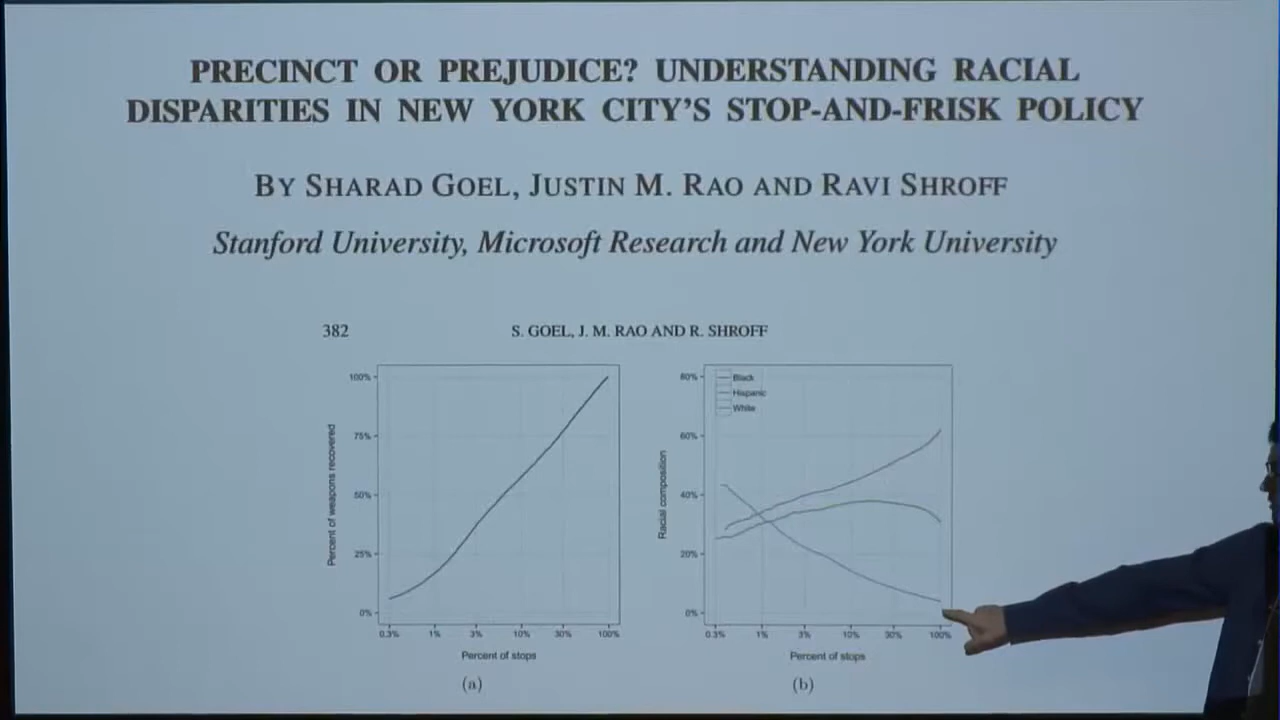 PRECINCT OR PREJUDICE? UNDERSTANDING RACIAL
DISPARITIES IN NEW YORK CITY'S STOP-AND-FRISK POLICY
BY SHARAD GOEL, JUSTIN M. RAO AND RAVI SHROFF
Stanford University, Microsoft Research and New York University
382
S. GOEL, J. M. RAO AND R. SHROFF
Percent of weapons recovered
100%
75%
50%
25%
0%
0.3% 1% 3% 10% 30% 100%
Percent of stops
(a)
Racial composition
80%
60%
40%
20%
0%
Black
Hispanic
White
0.3% 1% 3% 10% 30% 100%
Percent of stops
(b)